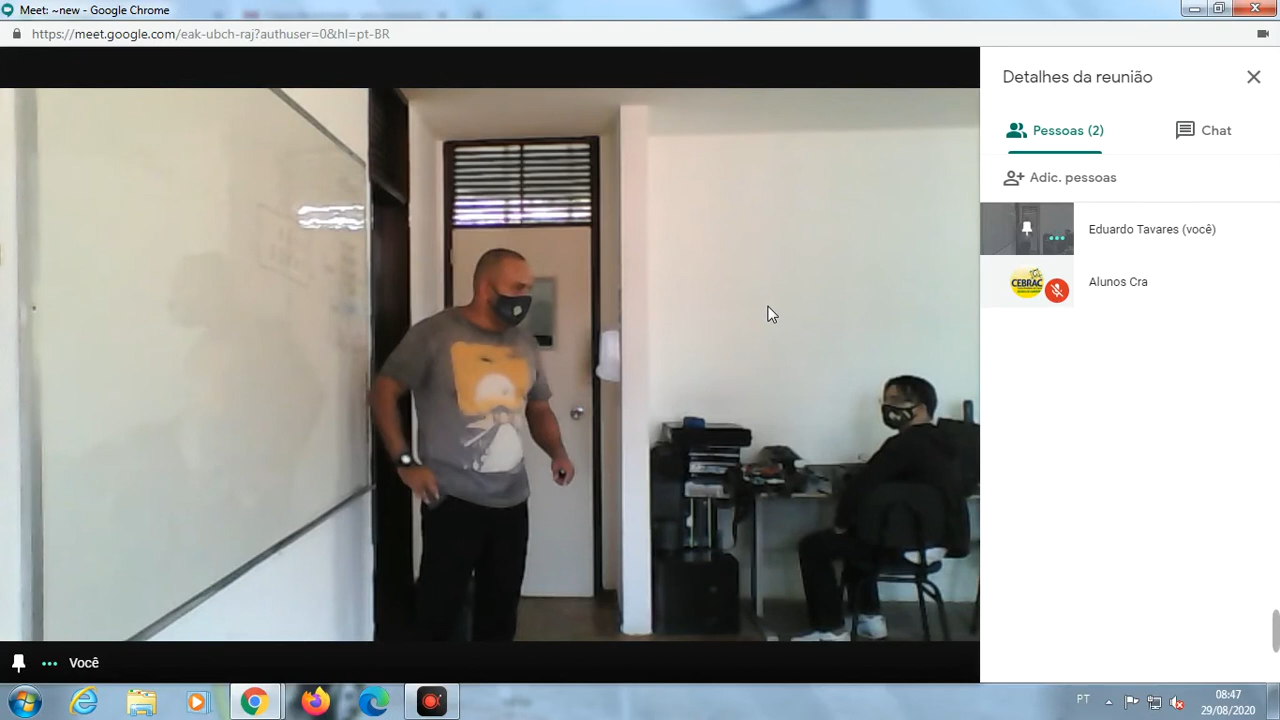 Meet: ~new - Google Chrome
https://meet.google.com/eak-ubch-raj?authuser=0&hl=pt-BR
Detalhes da reunião
Pessoas (2)
Chat
Adic. pessoas
Eduardo Tavares (você)
CEBRAC
Alunos Cra
Você
PT
08:47
29/08/2020